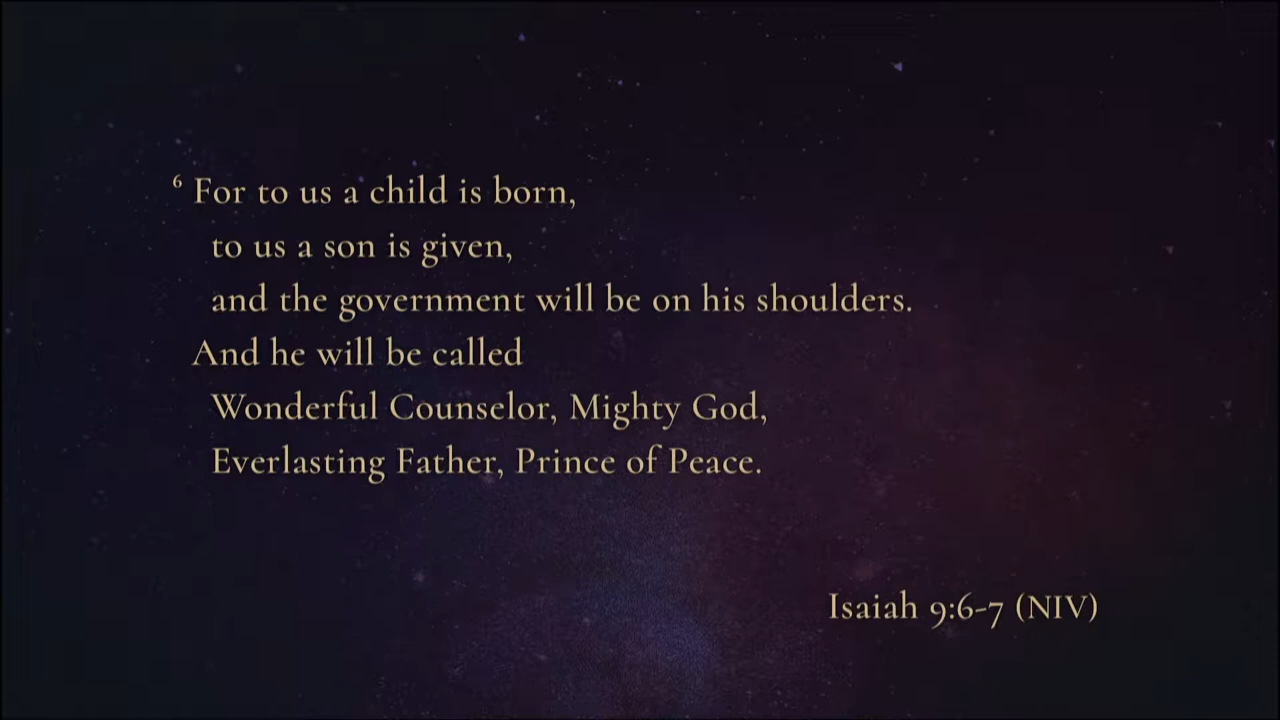 ⁶ For to us a child is born,
to us a son is given,
and the government will be on his shoulders.
And he will be called
Wonderful Counselor, Mighty God,
Everlasting Father, Prince of Peace.
Isaiah 9:6-7 (NIV)